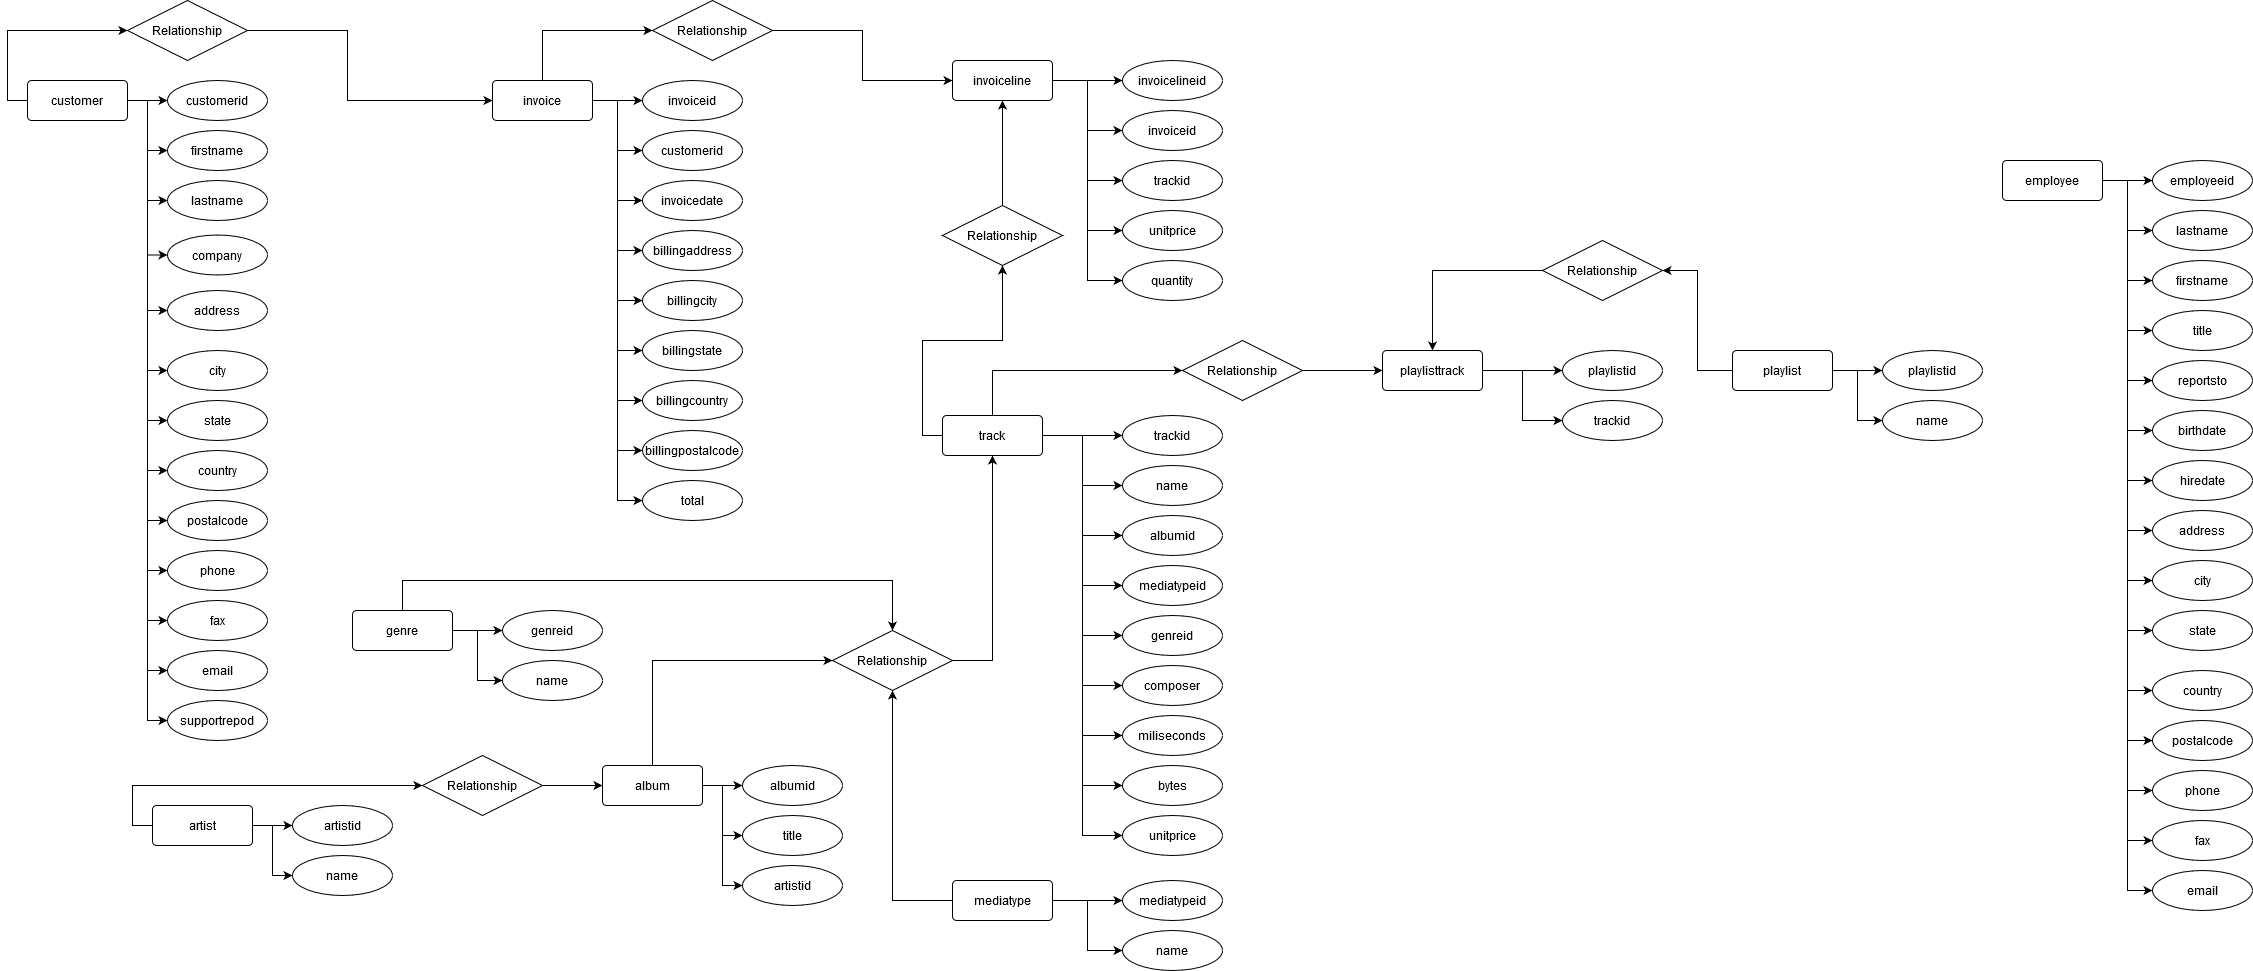 Relationship
Relationship
customer
customerid
firstname
lastname
company
address
city
state
country
postalcode
phone
fax
email
supportrepod
invoice
invoiceid
customerid
invoicedate
billingaddress
billingcity
billingstate
billingcountry
billingpostalcode
total
invoiceline
invoicelineid
invoiceid
trackid
unitprice
quantity
Relationship
Relationship
Relationship
playlisttrack
playlistid
trackid
playlist
playlistid
name
track
trackid
name
albumid
mediatypeid
genreid
composer
miliseconds
bytes
unitprice
genre
genreid
name
Relationship
Relationship
album
albumid
title
artistid
artist
artistid
name
mediatype
mediatypeid
name
employee
employeeid
lastname
firstname
title
reportsto
birthdate
hiredate
address
city
state
country
postalcode
phone
fax
email